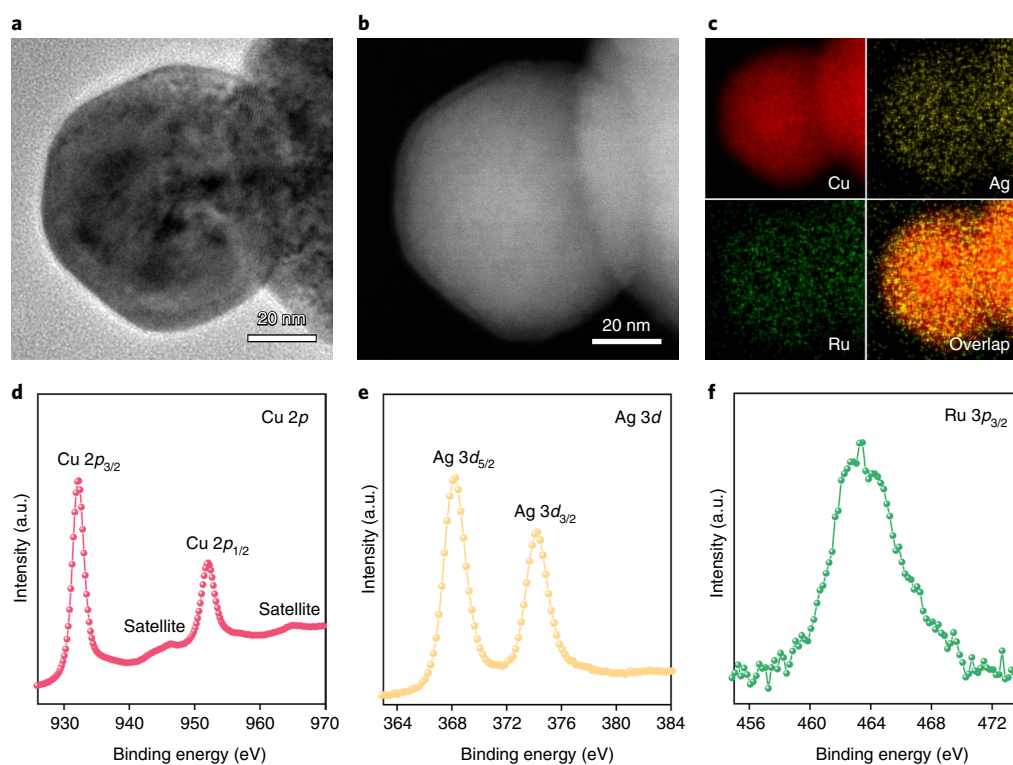 a
b
c
20 nm
20 nm
Cu
Ag
Ru
Overlap
d
e
f
Cu 2p
Cu 2p3/2
Cu 2p1/2
Satellite
Satellite
Intensity (a.u.)
930 940 950 960 970
Binding energy (eV)
Ag 3d
Ag 3d5/2
Ag 3d3/2
Intensity (a.u.)
364 368 372 376 380 384
Binding energy (eV)
Ru 3p3/2
Intensity (a.u.)
456 460 464 468 472
Binding energy (eV)